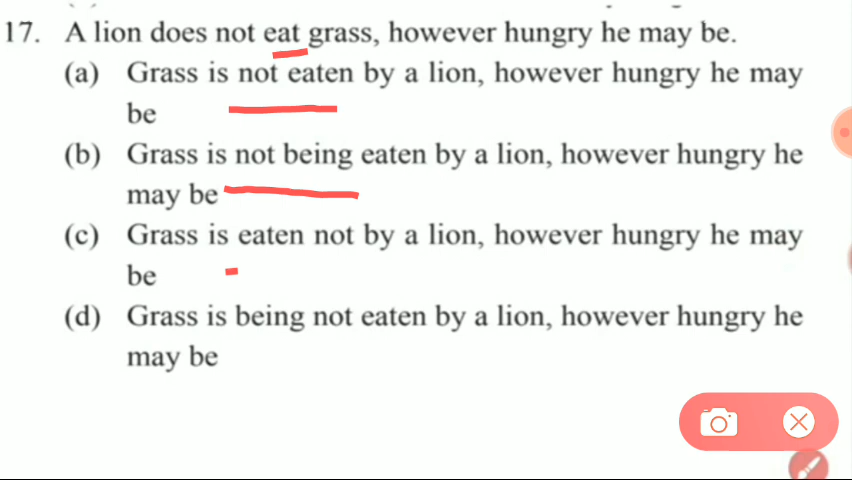 17. A lion does not eat grass, however hungry he may be.
(a) Grass is not eaten by a lion, however hungry he may
be
(b) Grass is not being eaten by a lion, however hungry he
may be
(c) Grass is eaten not by a lion, however hungry he may
be
(d) Grass is being not eaten by a lion, however hungry he
may be